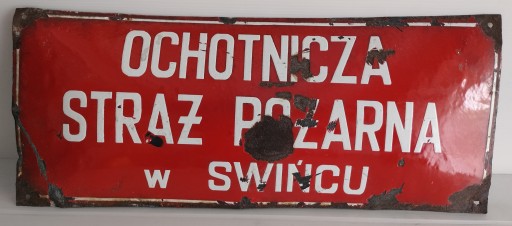 OCHOTNICZA
STRAŻ POŻARNA
w SWIŃCU